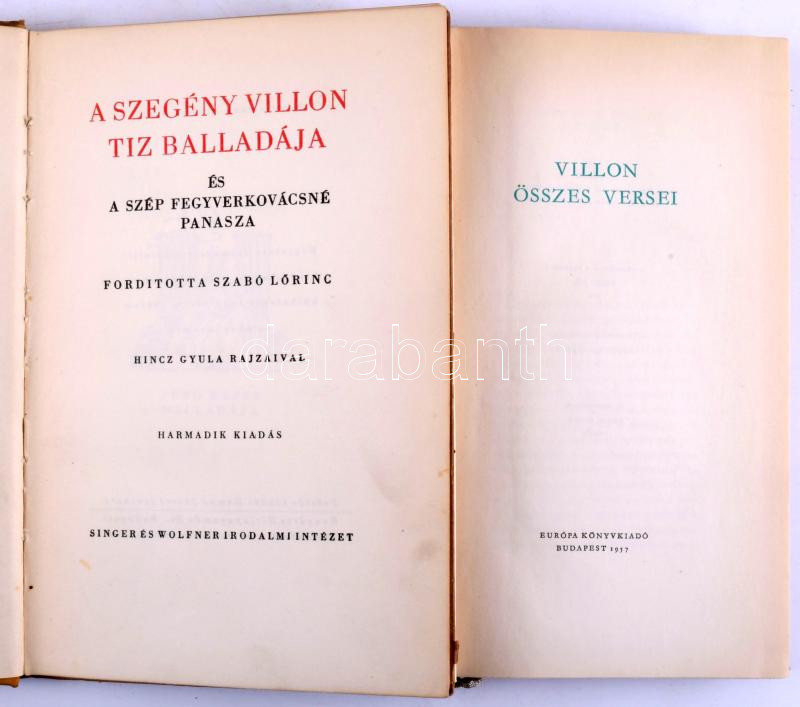 A SZEGÉNY VILLON
TIZ BALLADÁJA
ÉS
A SZÉP FEGYVERKOVÁCSNÉ
PANASZA
FORDITOTTA SZABÓ LŐRINC
HINCZ GYULA RAJZAIVAL
HARMADIK KIADÁS
SINGER ÉS WOLFNER IRODALMI INTÉZET
VILLON
ÖSSZES VERSEI
EURÓPA KÖNYVKIADÓ
BUDAPEST 1957
darabanth